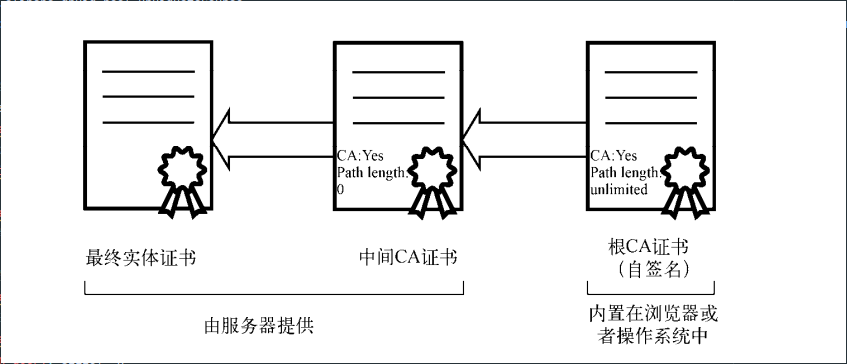 CA:Yes
Path length:
0
CA:Yes
Path length:
unlimited
最终实体证书
中间CA证书
根CA证书
（自签名）
由服务器提供
内置在浏览器或
者操作系统中